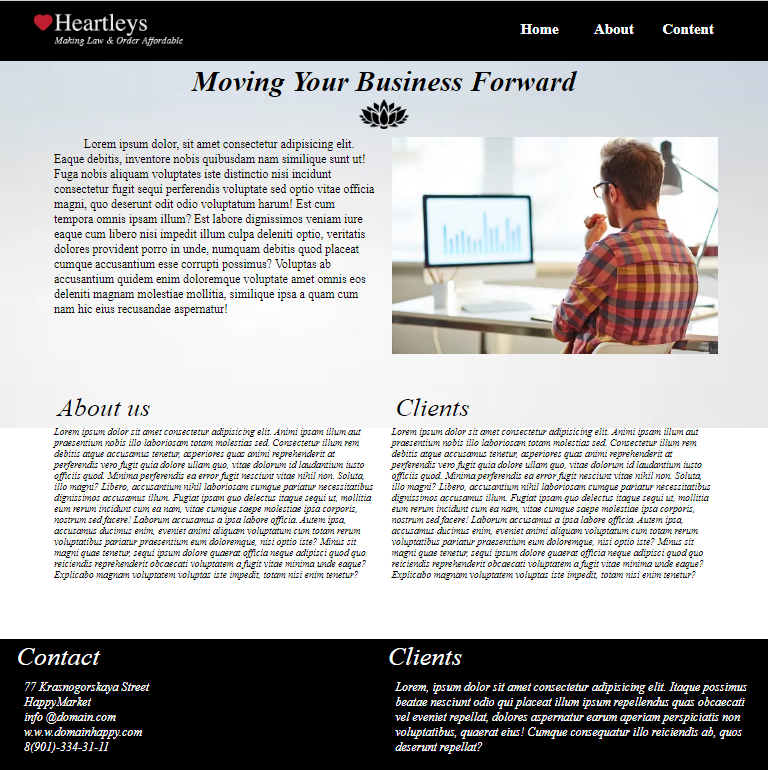 Heartleys
Making Law & Order Affordable
Home About Content
Moving Your Business Forward
Lorem ipsum dolor, sit amet consectetur adipisicing elit.
Eaque debitis, inventore nobis quibusdam nam similique sunt ut!
Fuga nobis aliquam voluptates iste distinctio nisi incidunt
consectetur fugit sequi perferendis voluptate sed optio vitae officia
magni, quo deserunt odit odio voluptatum harum! Est cum
tempora omnis ipsam illum? Est labore dignissimos veniam iure
eaque cum libero nisi impedit illum culpa deleniti optio, veritatis
dolores provident porro in unde, numquam debitis quod placeat
cumque accusantium esse corrupti possimus? Voluptas ab
accusantium quidem enim doloremque voluptate amet omnis eos
deleniti magnam molestiae mollitia, similique ipsa a quam cum
nam hic eius recusandae aspernatur!
About us
Lorem ipsum dolor sit amet consectetur adipisicing elit. Animi ipsam illum aut
praesentium nobis illo laboriosam totam molestias sed. Consectetur illum rem
debitis atque accusamus tenetur, asperiores quas animi reprehenderit at
perferendis vero fugit quia dolore ullam quo, vitae dolorum id laudantium iusto
officiis quod. Minima perferendis ea error fugit nesciunt vitae nihil non. Soluta,
illo magni? Libero, accusantium nihil laboriosam cumque pariatur necessitatibus
dignissimos accusamus illum. Fugiat ipsam quo delectus itaque sequi ut, mollitia
eum rerum incidunt cum ea nam, vitae cumque saepe molestiae ipsam corporis,
nostrum sed facere! Laborum accusamus a ipsa labore officia. Autem ipsa,
accusamus ducimus enim, eveniet animi aliquam voluptas cum totam rerum
voluptatibus pariatur praesentium eum doloremque, nisi optio iste? Minus sit
magni quae tenetur, sequi ipsum dolore quaerat officia neque adipisci quod quo
reiciendis reprehenderit obcaecati voluptatem a fugit vitae minima unde eaque?
Explicabo magnam voluptatem voluptas iste impedit, totam nisi enim tenetur?
Clients
Lorem ipsum dolor sit amet consectetur adipisicing elit. Animi ipsam illum aut
praesentium nobis illo laboriosam totam molestias sed. Consectetur illum rem
debitis atque accusamus tenetur, asperiores quas animi reprehenderit at
perferendis vero fugit quia dolore ullam quo, vitae dolorum id laudantium iusto
officiis quod. Minima perferendis ea error fugit nesciunt vitae nihil non. Soluta,
illo magni? Libero, accusantium nihil laboriosam cumque pariatur necessitatibus
dignissimos accusamus illum. Fugiat ipsam quo delectus itaque sequi ut, mollitia
eum rerum incidunt cum ea nam, vitae cumque saepe molestiae ipsam corporis,
nostrum sed facere! Laborum accusamus a ipsa labore officia. Autem ipsa,
accusamus ducimus enim, eveniet animi aliquam voluptas cum totam rerum
voluptatibus pariatur praesentium eum doloremque, nisi optio iste? Minus sit
magni quae tenetur, sequi ipsum dolore quaerat officia neque adipisci quod quo
reiciendis reprehenderit obcaecati voluptatem a fugit vitae minima unde eaque?
Explicabo magnam voluptatem voluptas iste impedit, totam nisi enim tenetur?
Contact
77 Krasnogorskaya Street
HappyMarket
info @domain.com
w.w.w.domainhappy.com
8(901)-334-31-11
Clients
Lorem, ipsum dolor sit amet consectetur adipisicing elit. Itaque possimus
beatae nesciunt odio qui placeat illum ipsum repellendus quas obcaecati
vel eveniet repellat, dolores aspernatur earum aperiam perspiciatis non
voluptatibus, quaerat eius! Cumque consequatur illo reiciendis ab, quos
deserunt repellat?